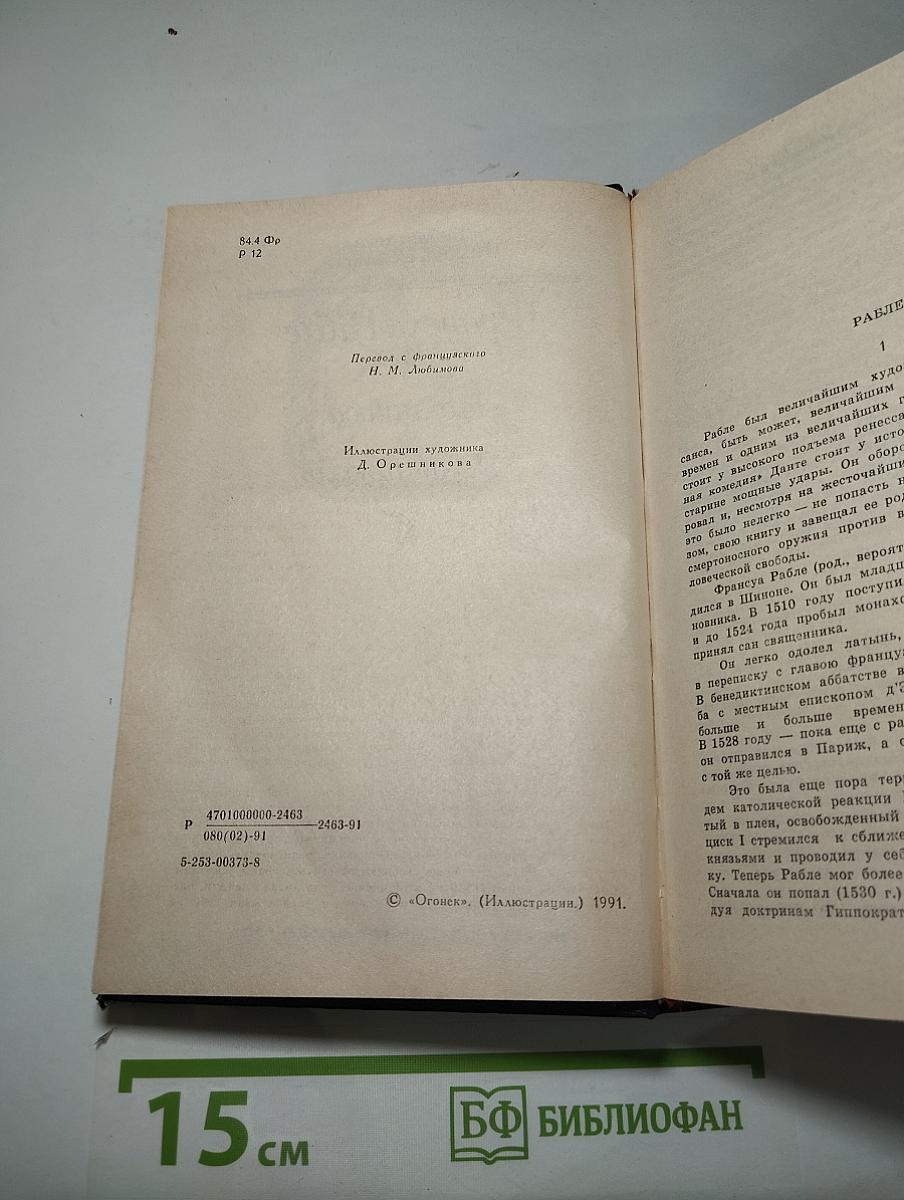 84.4 Фр
Р 12
Перевод с французского
Н. М. Любимова
Иллюстрации художника
Д. Орешникова
Р 4701000000-2463
080(02)-91 —2463-91
5-253-00373-8
© «Огонек». (Иллюстрации.) 1991.
РАБЛЕ
1
Рабле был величайшим худо
санса, быть может, величайшим
времен и одним из величайших г
стоит у высокого подъема ренесса
ная комедия» Данте стоит у исто
старине мощные удары. Он оборо
ровал и, несмотря на жесточайши
это было нелегко — не попасть н
вом, свою книгу и завещал ее род
смертоносного оружия против в
ловеческой свободы.
Франсуа Рабле (род., вероят
дился в Шиноне. Он был младш
новника. В 1510 году поступи
и до 1524 года пробыл монахо
принял сан священника.
Он легко одолел латынь,
в переписку с главою француз
В бенедиктинском аббатстве в
ба с местным епископом д'Э
больше и больше времен
В 1528 году — пока еще с ра
он отправился в Париж, а с
с той же целью.
Это была еще пора тер
дем католической реакции
тый в плен, освобожденный
циск I стремился к сближе
князьями и проводил у себ
ку. Теперь Рабле мог более
Сначала он попал (1530 г.)
дуя доктринам Гиппократ
15 см
БФ БИБЛИОФАН